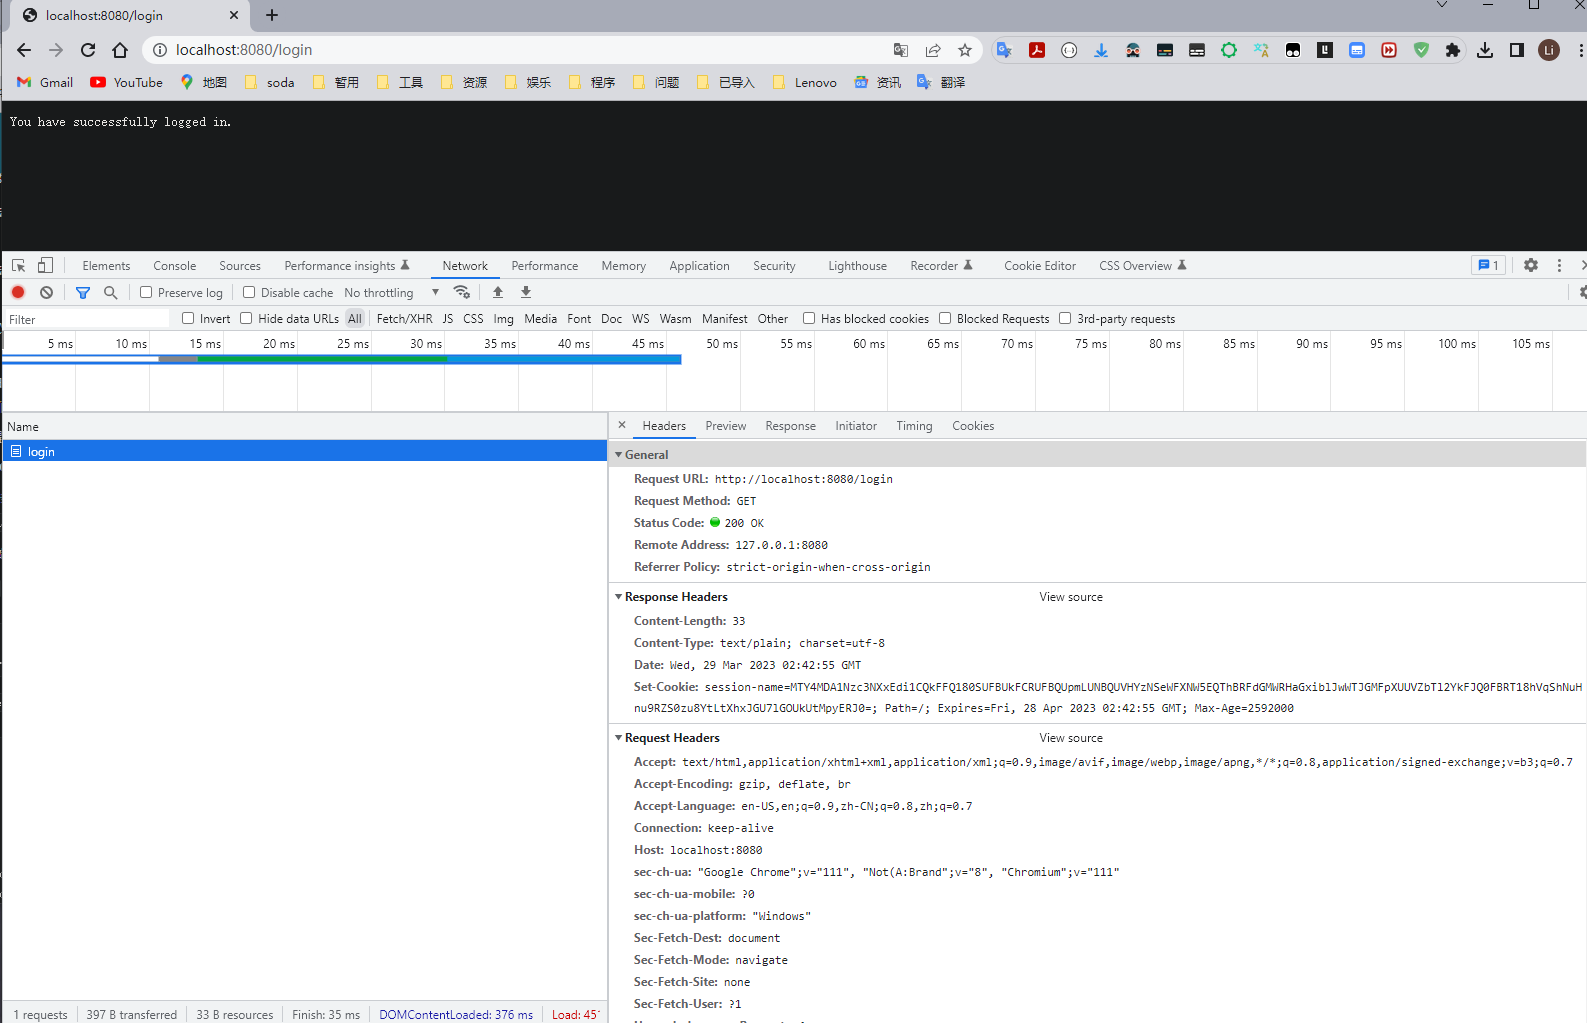 localhost:8080/login
localhost:8080/login
Gmail YouTube 地图 soda 暂用 工具 资源 娱乐 程序 问题 已导入 Lenovo 资讯 翻译
You have successfully logged in.
Elements Console Sources Performance insights Network Performance Memory Application Security Lighthouse Recorder Cookie Editor CSS Overview 1
Preserve log Disable cache No throttling
Filter Invert Hide data URLs All Fetch/XHR JS CSS Img Media Font Doc WS Wasm Manifest Other Has blocked cookies Blocked Requests 3rd-party requests
5 ms 10 ms 15 ms 20 ms 25 ms 30 ms 35 ms 40 ms 45 ms 50 ms 55 ms 60 ms 65 ms 70 ms 75 ms 80 ms 85 ms 90 ms 95 ms 100 ms 105 ms
Name
login
Headers Preview Response Initiator Timing Cookies
General
Request URL: http://localhost:8080/login
Request Method: GET
Status Code: 200 OK
Remote Address: 127.0.0.1:8080
Referrer Policy: strict-origin-when-cross-origin
Response Headers View source
Content-Length: 33
Content-Type: text/plain; charset=utf-8
Date: Wed, 29 Mar 2023 02:42:55 GMT
Set-Cookie:
Path=/; Expires=Fri, 28 Apr 2023 02:42:55 GMT; Max-Age=2592000
Request Headers View source
Accept: text/html,application/xhtml+xml,application/xml;q=0.9,image/avif,image/webp,image/apng,*/*;q=0.8,application/signed-exchange;v=b3;q=0.7
Accept-Encoding: gzip, deflate, br
Accept-Language: en-US,en;q=0.9,zh-CN;q=0.8,zh;q=0.7
Connection: keep-alive
Host: localhost:8080
sec-ch-ua: "Google Chrome";v="111", "Not(A:Brand";v="8", "Chromium";v="111"
sec-ch-ua-mobile: ?0
sec-ch-ua-platform: "Windows"
Sec-Fetch-Dest: document
Sec-Fetch-Mode: navigate
Sec-Fetch-Site: none
Sec-Fetch-User: ?1
1 requests 397 B transferred 33 B resources Finish: 35 ms DOMContentLoaded: 376 ms Load: 451
Li